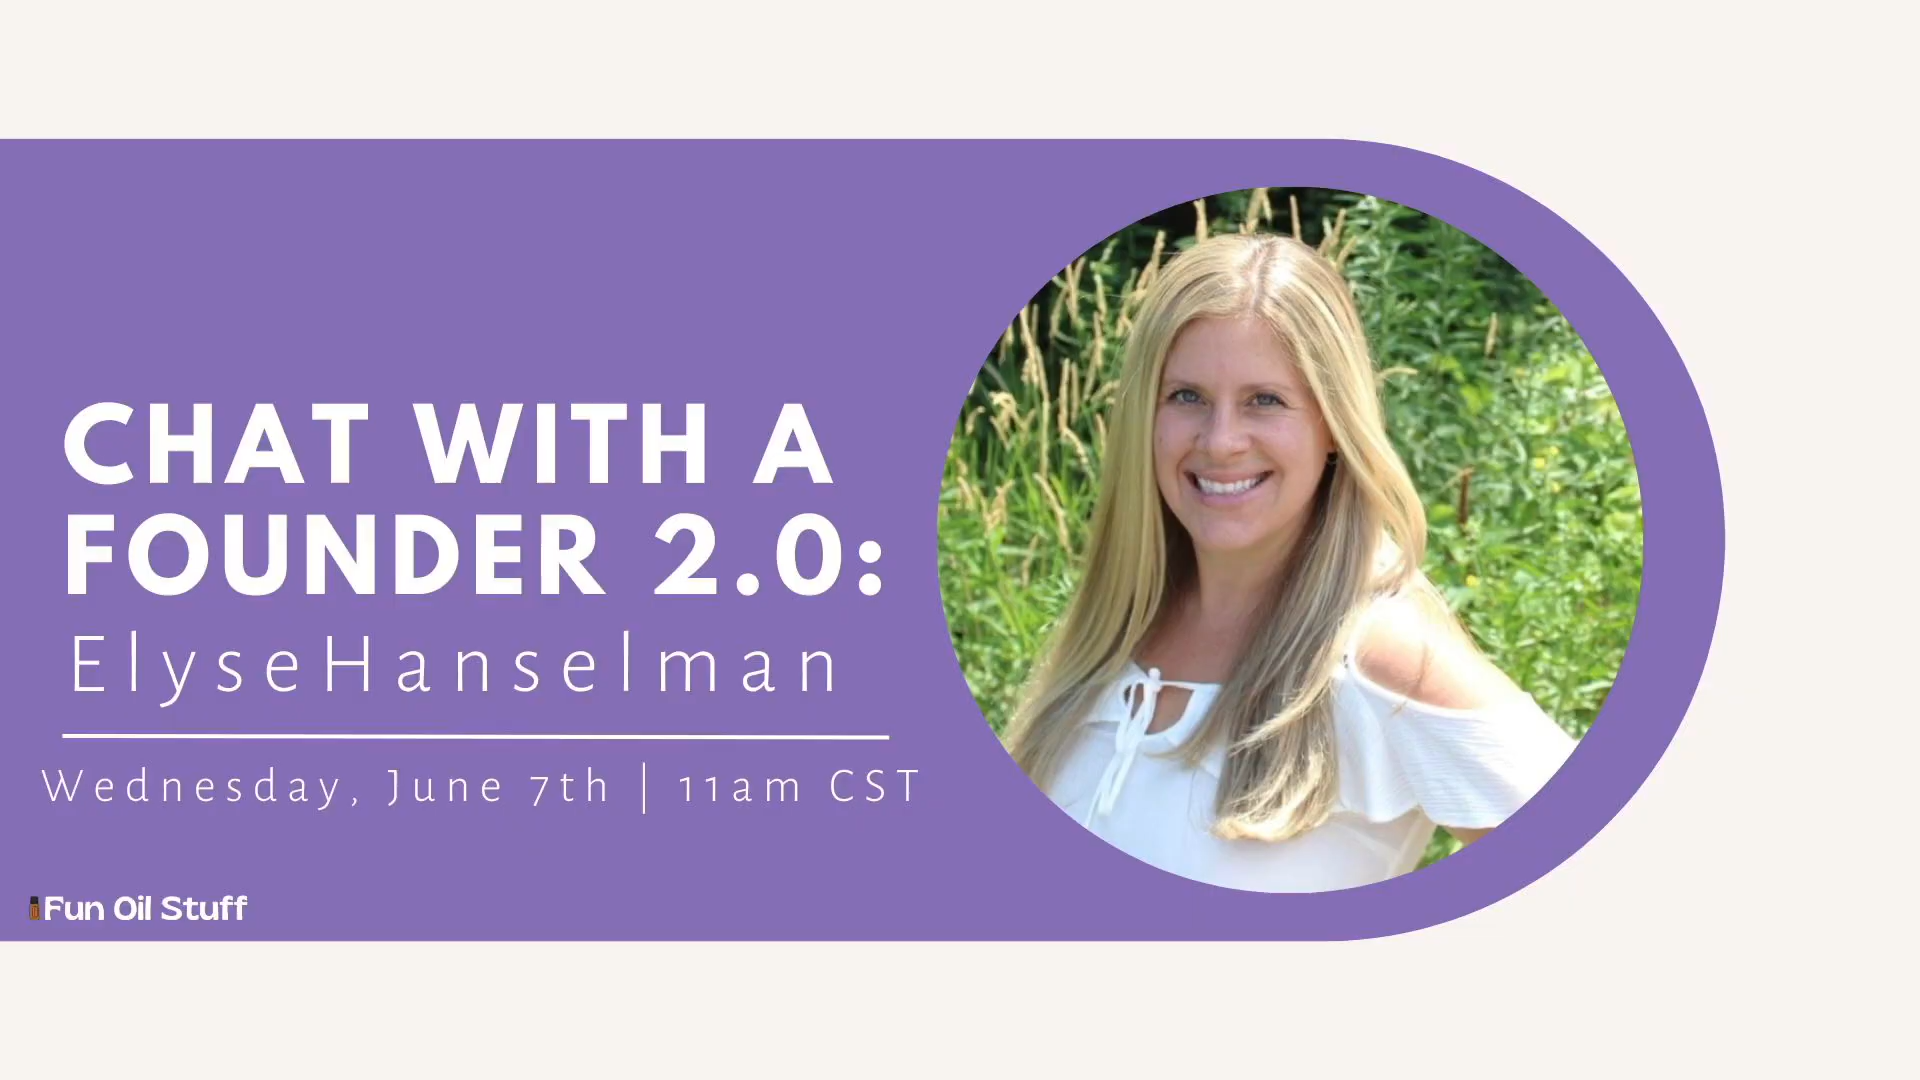 CHAT WITH A
FOUNDER 2.0:
ElyseHanselman
Wednesday, June 7th | 11am CST
Fun Oil Stuff